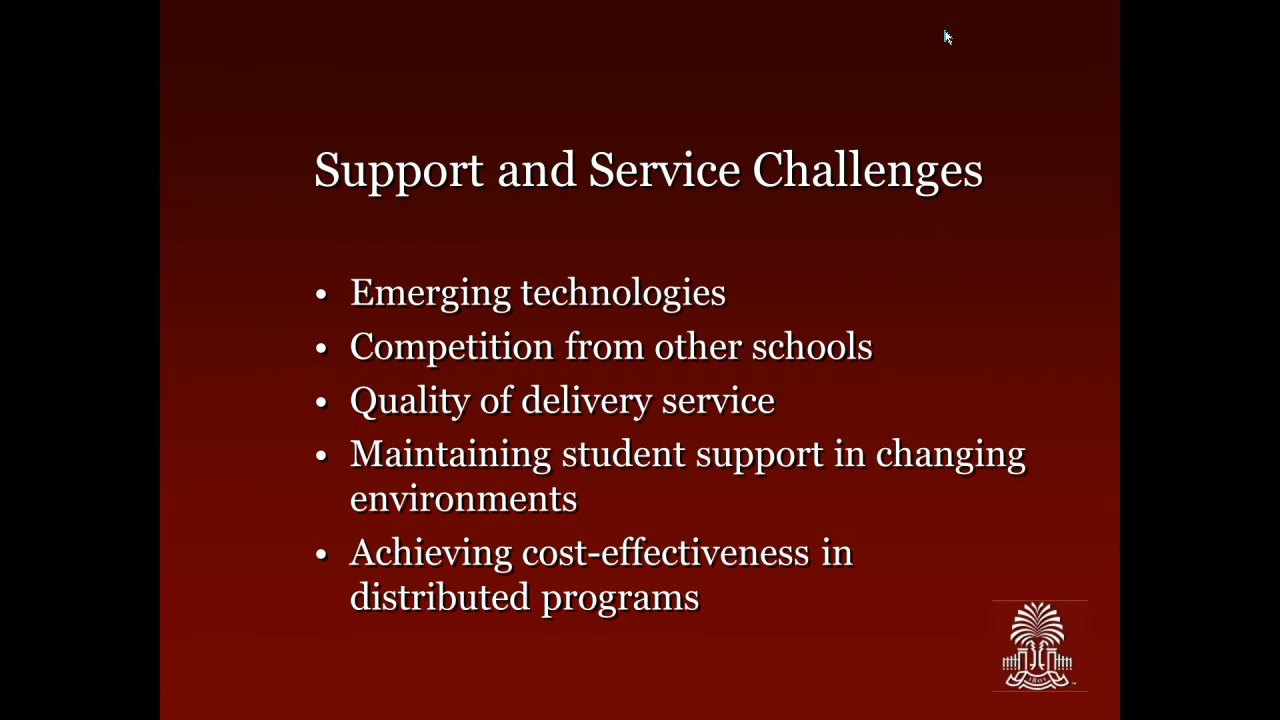 Support and Service Challenges
• Emerging technologies
• Competition from other schools
• Quality of delivery service
• Maintaining student support in changing
environments
• Achieving cost-effectiveness in
distributed programs
1801